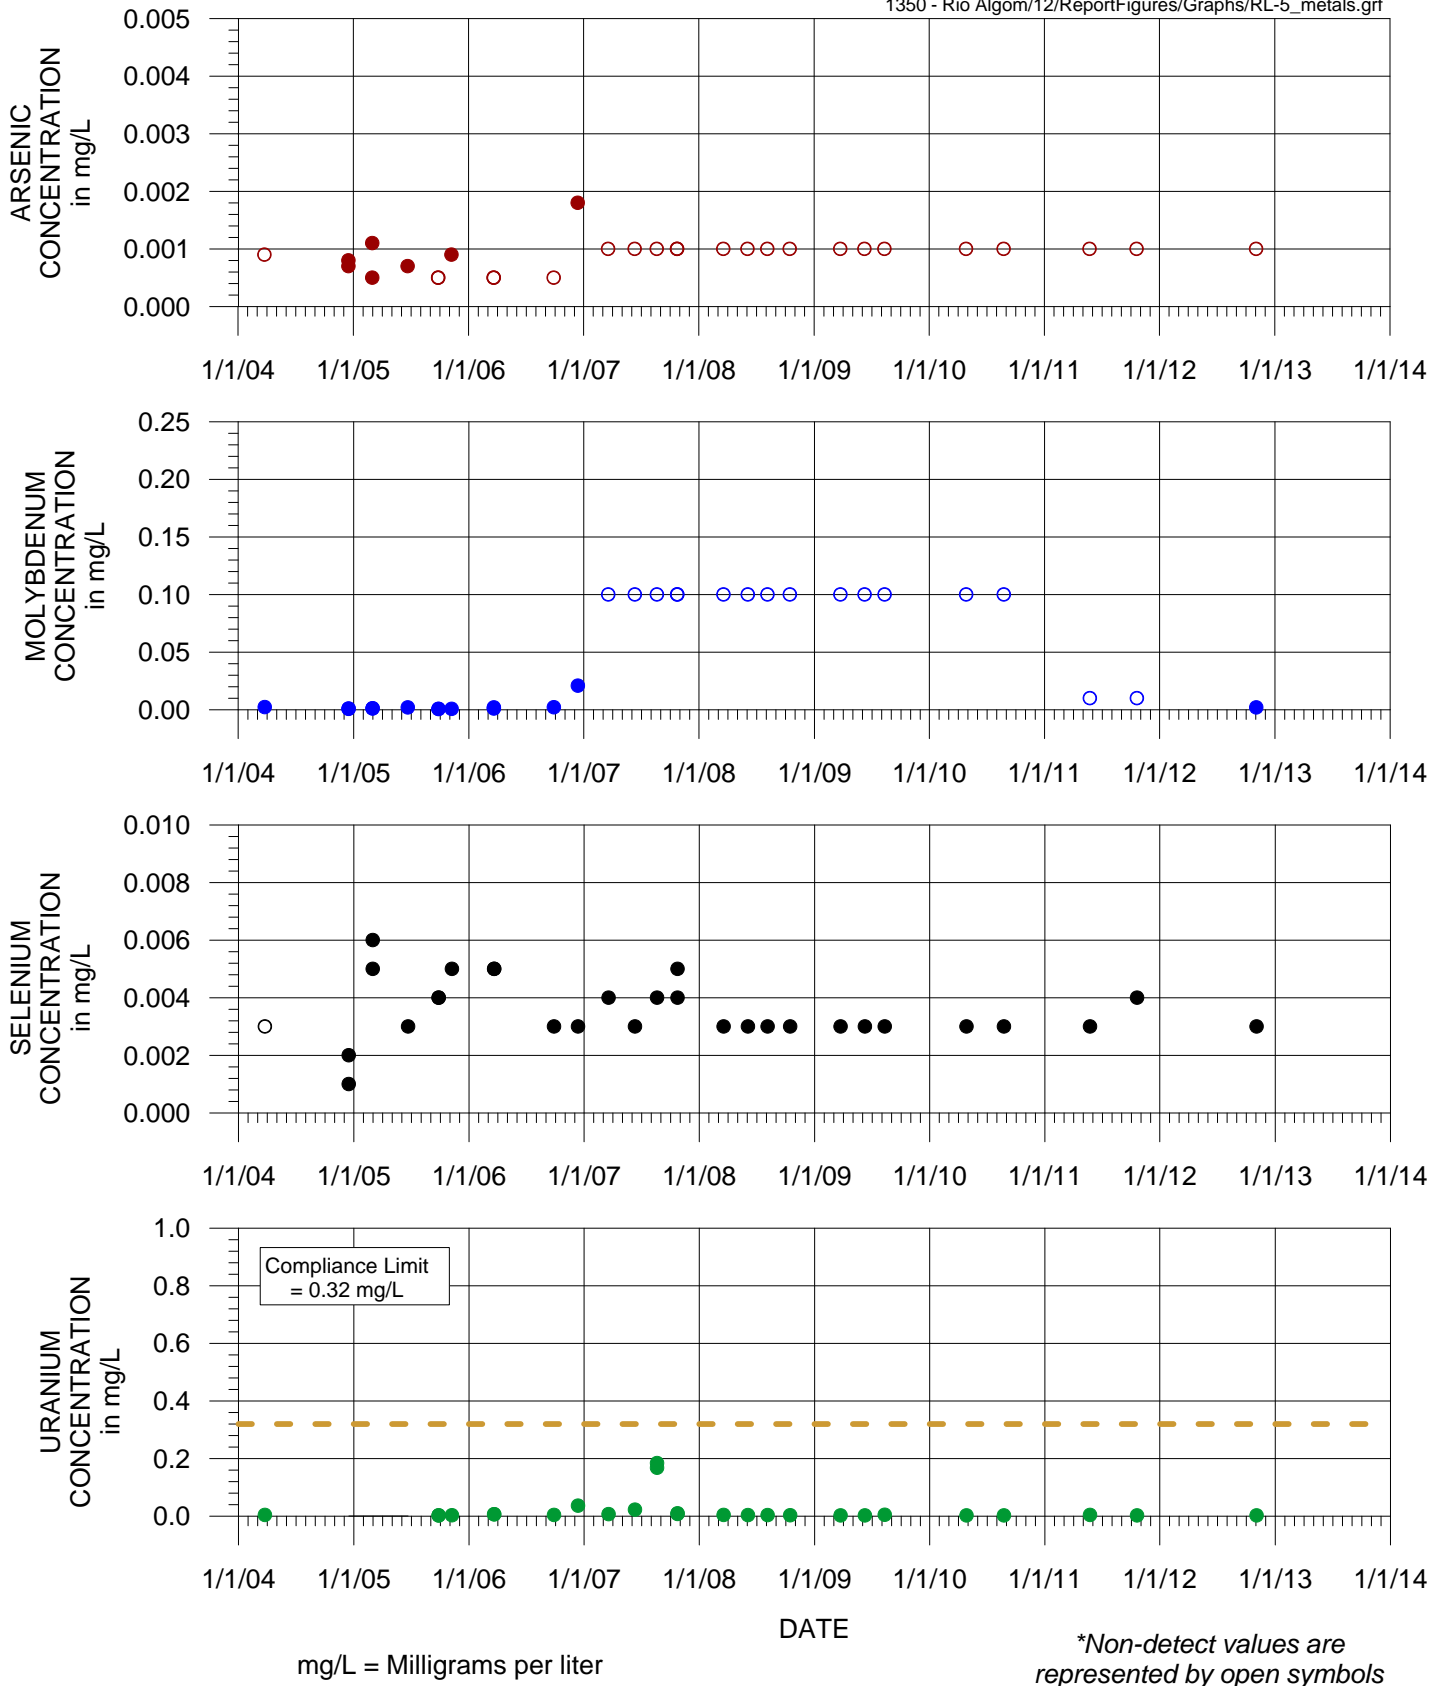 1350 - Rio Algom/12/ReportFigures/Graphs/RL-5_metals.grf
ARSENIC
CONCENTRATION
in mg/L
0.005
0.004
0.003
0.002
0.001
0.000
1/1/04 1/1/05 1/1/06 1/1/07 1/1/08 1/1/09 1/1/10 1/1/11 1/1/12 1/1/13 1/1/14
MOLYBDENUM
CONCENTRATION
in mg/L
0.25
0.20
0.15
0.10
0.05
0.00
1/1/04 1/1/05 1/1/06 1/1/07 1/1/08 1/1/09 1/1/10 1/1/11 1/1/12 1/1/13 1/1/14
SELENIUM
CONCENTRATION
in mg/L
0.010
0.008
0.006
0.004
0.002
0.000
1/1/04 1/1/05 1/1/06 1/1/07 1/1/08 1/1/09 1/1/10 1/1/11 1/1/12 1/1/13 1/1/14
URANIUM
CONCENTRATION
in mg/L
1.0
0.8
0.6
0.4
0.2
0.0
Compliance Limit
= 0.32 mg/L
1/1/04 1/1/05 1/1/06 1/1/07 1/1/08 1/1/09 1/1/10 1/1/11 1/1/12 1/1/13 1/1/14
DATE
mg/L = Milligrams per liter
*Non-detect values are
represented by open symbols